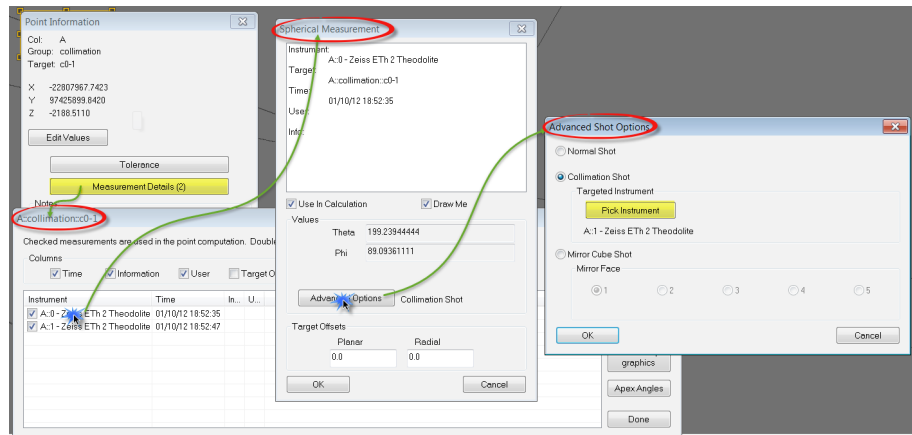 Point Information
Col: A
Group: collimation
Target: c0-1
X -22807967.7423
Y 97425899.8420
Z -2188.5110
Edit Values
Tolerance
Measurement Details (2)
Notes
A::collimation::c0-1
Checked measurements are used in the point computation. Doubl
Columns
Time Information User Target O
Instrument Time In... U...
A::0 - Zeiss ETh 2 Theodolite 01/10/12 18:52:35
A::1 - Zeiss ETh 2 Theodolite 01/10/12 18:52:47
graphics
Apex Angles
Done
Spherical Measurement
Instrument:
A::0 - Zeiss ETh 2 Theodolite
Target:
A::collimation::c0-1
Time:
01/10/12 18:52:35
User:
Info:
Use In Calculation Draw Me
Values
Theta 199.23944444
Phi 89.09361111
Advanced Options Collimation Shot
Target Offsets
Planar Radial
0.0 0.0
OK Cancel
Advanced Shot Options
Normal Shot
Collimation Shot
Targeted Instrument
Pick Instrument
A::1 - Zeiss ETh 2 Theodolite
Mirror Cube Shot
Mirror Face
1 2 3 4 5
OK Cancel